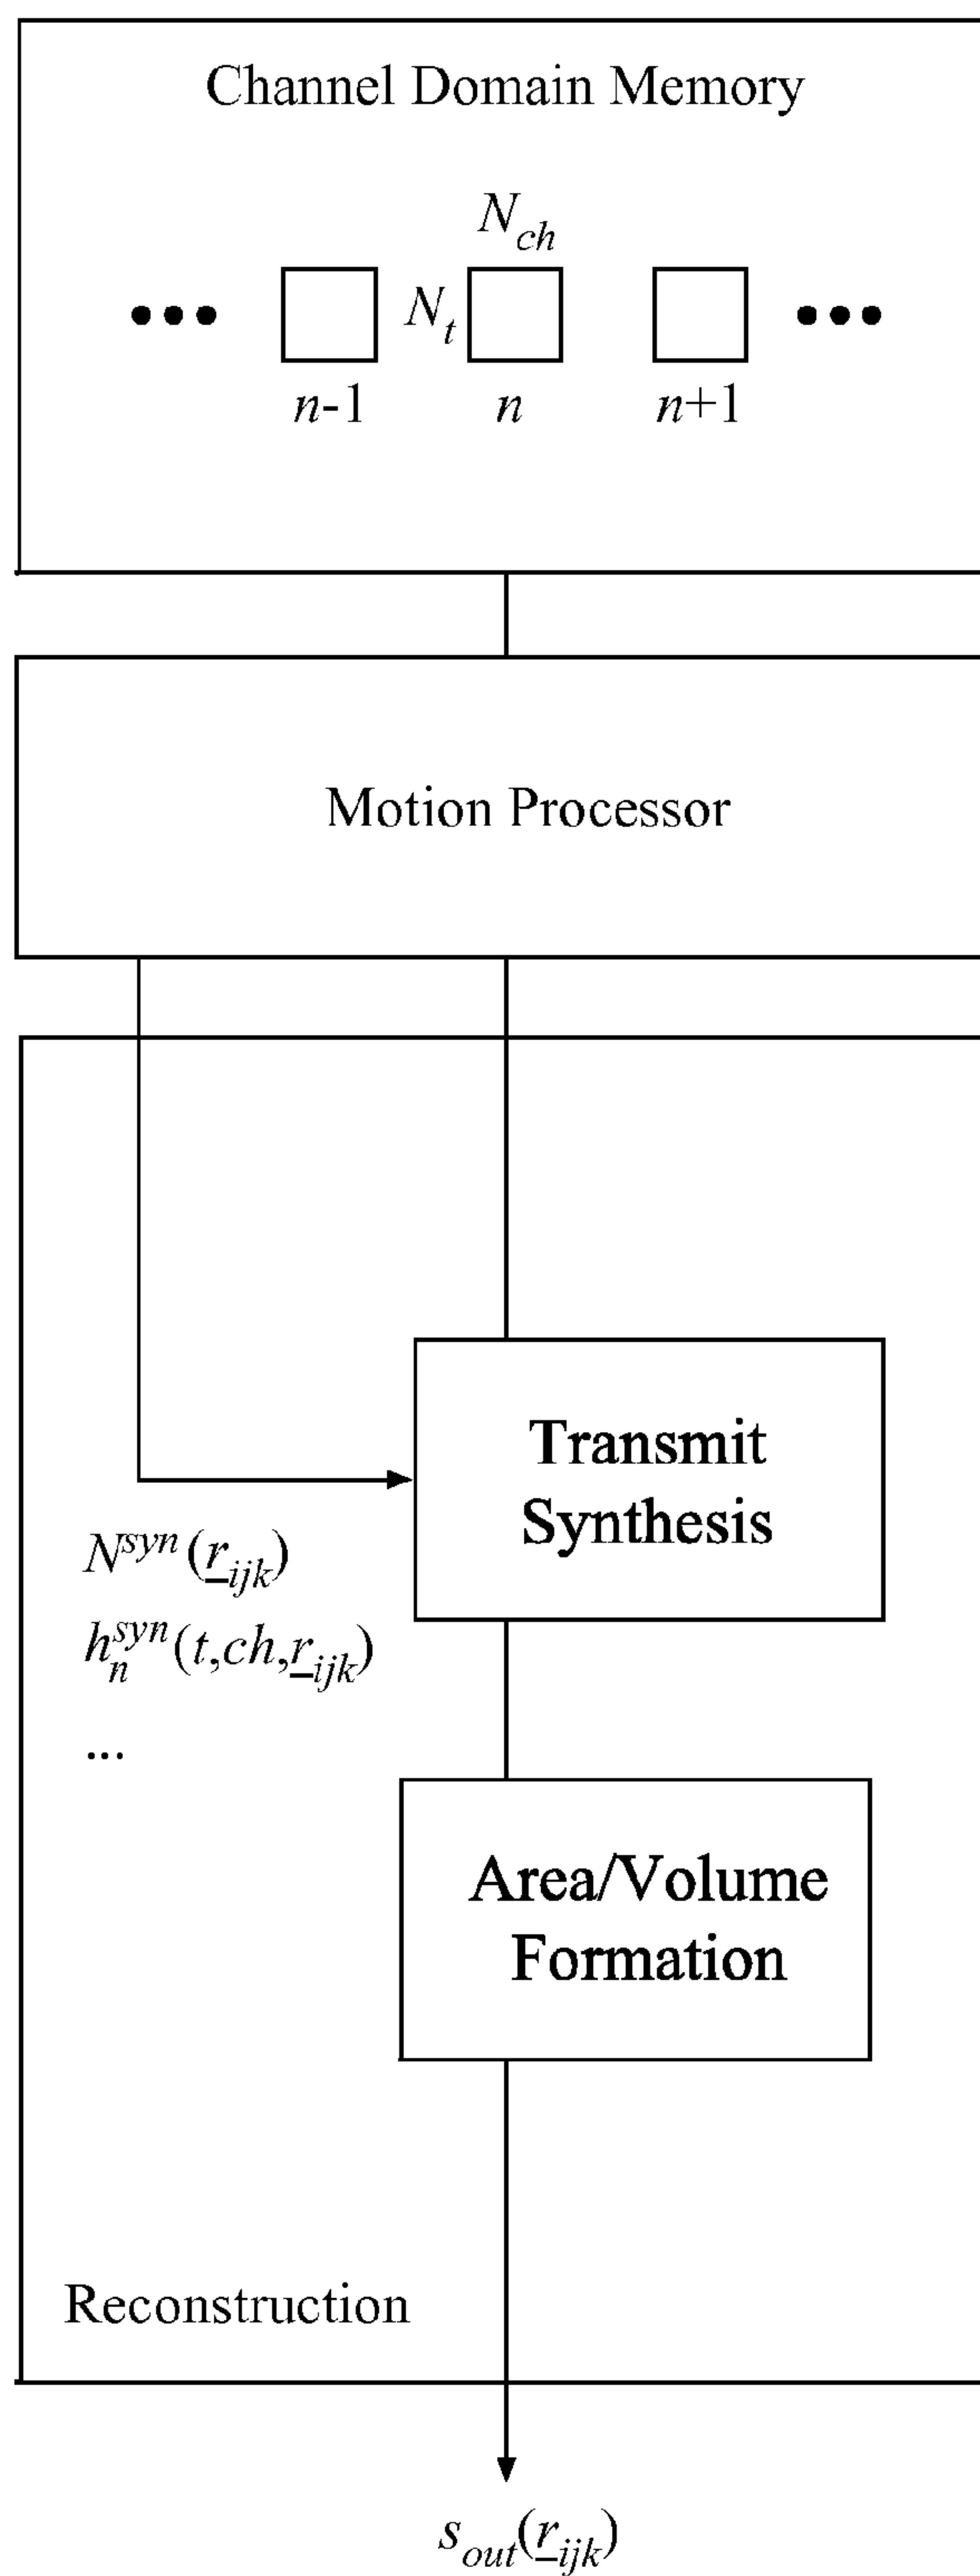 Channel Domain Memory
N_ch
••• N_t •••
n-1 n n+1
Motion Processor
Transmit
Synthesis
N^syn(r_ijk)
h_n^syn(t,ch,r_ijk)
...
Area/Volume
Formation
Reconstruction
s_out(r_ijk)